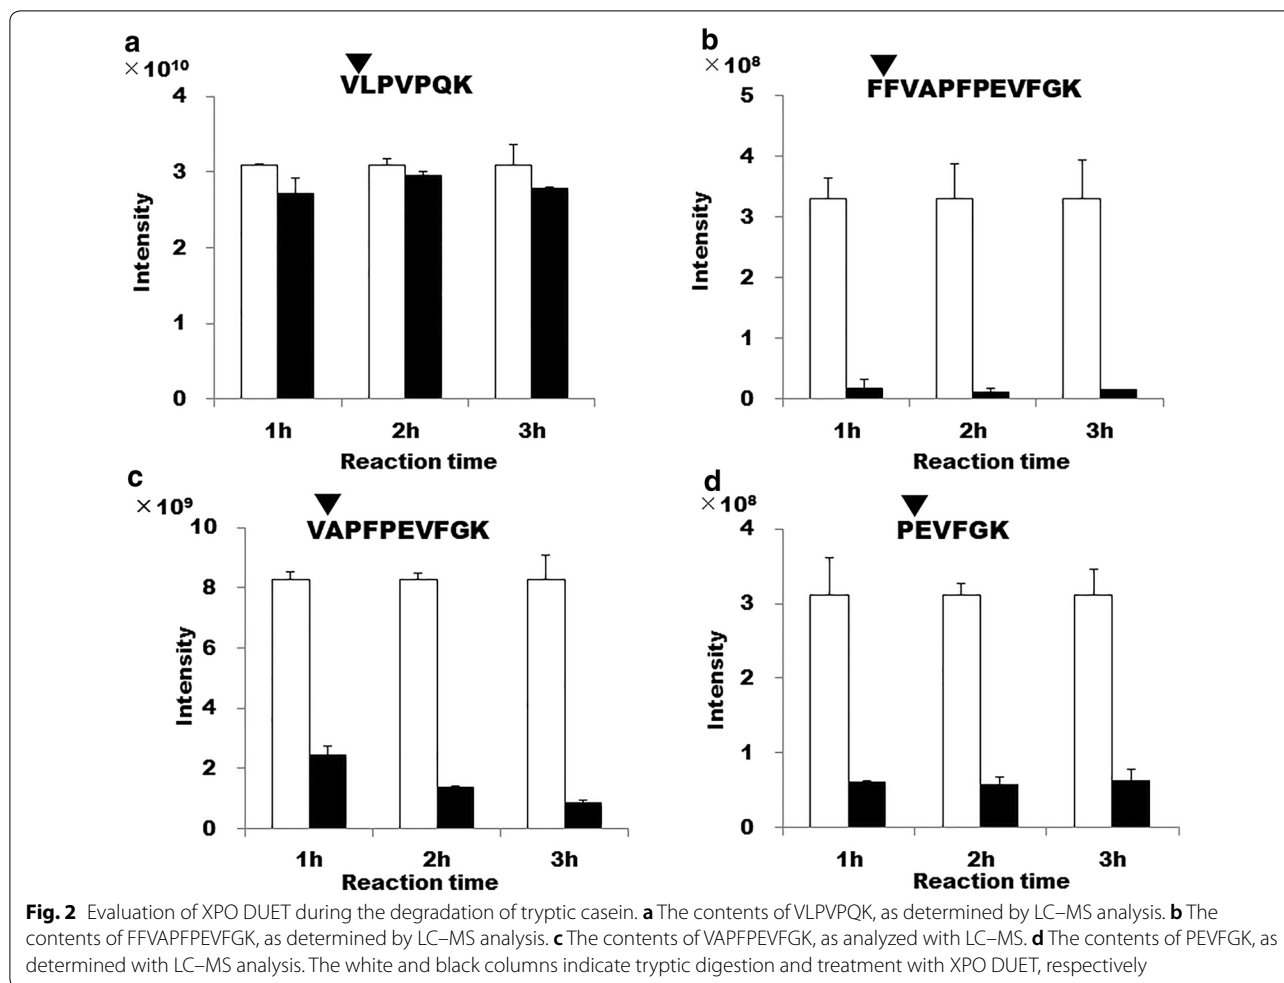 a
× 10¹⁰
VLPVPQK
4
3
2
1
0
Intensity
1h 2h 3h
Reaction time
b
× 10⁸
FFVAPFPEVFGK
5
4
3
2
1
0
Intensity
1h 2h 3h
Reaction time
c
× 10⁹
VAPFPEVFGK
10
8
6
4
2
0
Intensity
1h 2h 3h
Reaction time
d
× 10⁸
PEVFGK
4
3
2
1
0
Intensity
1h 2h 3h
Reaction time
Fig. 2 Evaluation of XPO DUET during the degradation of tryptic casein. a The contents of VLPVPQK, as determined by LC–MS analysis. b The
contents of FFVAPFPEVFGK, as determined by LC–MS analysis. c The contents of VAPFPEVFGK, as analyzed with LC–MS. d The contents of PEVFGK, as
determined with LC–MS analysis. The white and black columns indicate tryptic digestion and treatment with XPO DUET, respectively